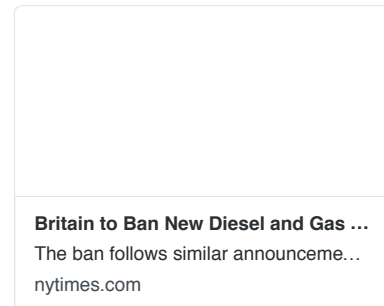 Britain to Ban New Diesel and Gas …
The ban follows similar announceme…
nytimes.com